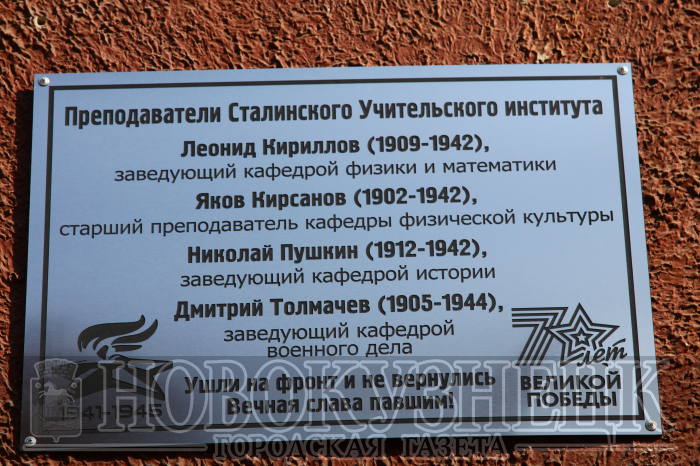 Преподаватели Сталинского Учительского института
Леонид Кириллов (1909-1942),
заведующий кафедрой физики и математики
Яков Кирсанов (1902-1942),
старший преподаватель кафедры физической культуры
Николай Пушкин (1912-1942),
заведующий кафедрой истории
Дмитрий Толмачев (1905-1944),
заведующий кафедрой
военного дела
Ушли на фронт и не вернулись
Вечная слава павшим!
1941-1945
70 лет
ВЕЛИКОЙ
ПОБЕДЫ
НОВОКУЗНЕЦК
ГОРОДСКАЯ ГАЗЕТА